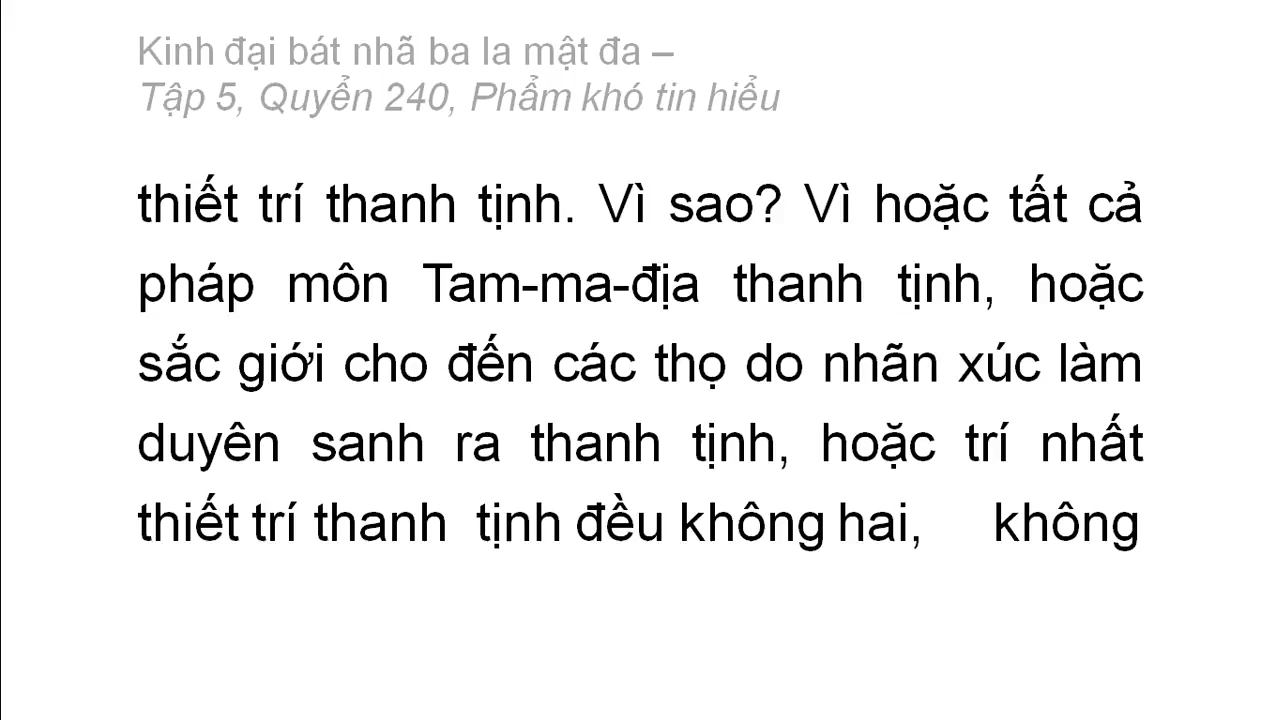 Kinh đại bát nhã ba la mật đa –
Tập 5, Quyển 240, Phẩm khó tin hiểu
thiết trí thanh tịnh. Vì sao? Vì hoặc tất cả
pháp môn Tam-ma-địa thanh tịnh, hoặc
sắc giới cho đến các thọ do nhãn xúc làm
duyên sanh ra thanh tịnh, hoặc trí nhất
thiết trí thanh tịnh đều không hai, không